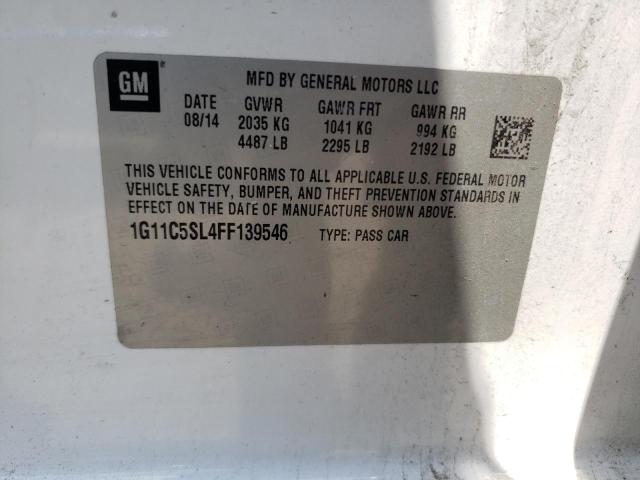 GM
MFD BY GENERAL MOTORS LLC
DATE GVWR GAWR FRT GAWR RR
08/14 2035 KG 1041 KG 994 KG
4487 LB 2295 LB 2192 LB
THIS VEHICLE CONFORMS TO ALL APPLICABLE U.S. FEDERAL MOTOR
VEHICLE SAFETY, BUMPER, AND THEFT PREVENTION STANDARDS IN
EFFECT ON THE DATE OF MANUFACTURE SHOWN ABOVE.
1G11C5SL4FF139546 TYPE: PASS CAR